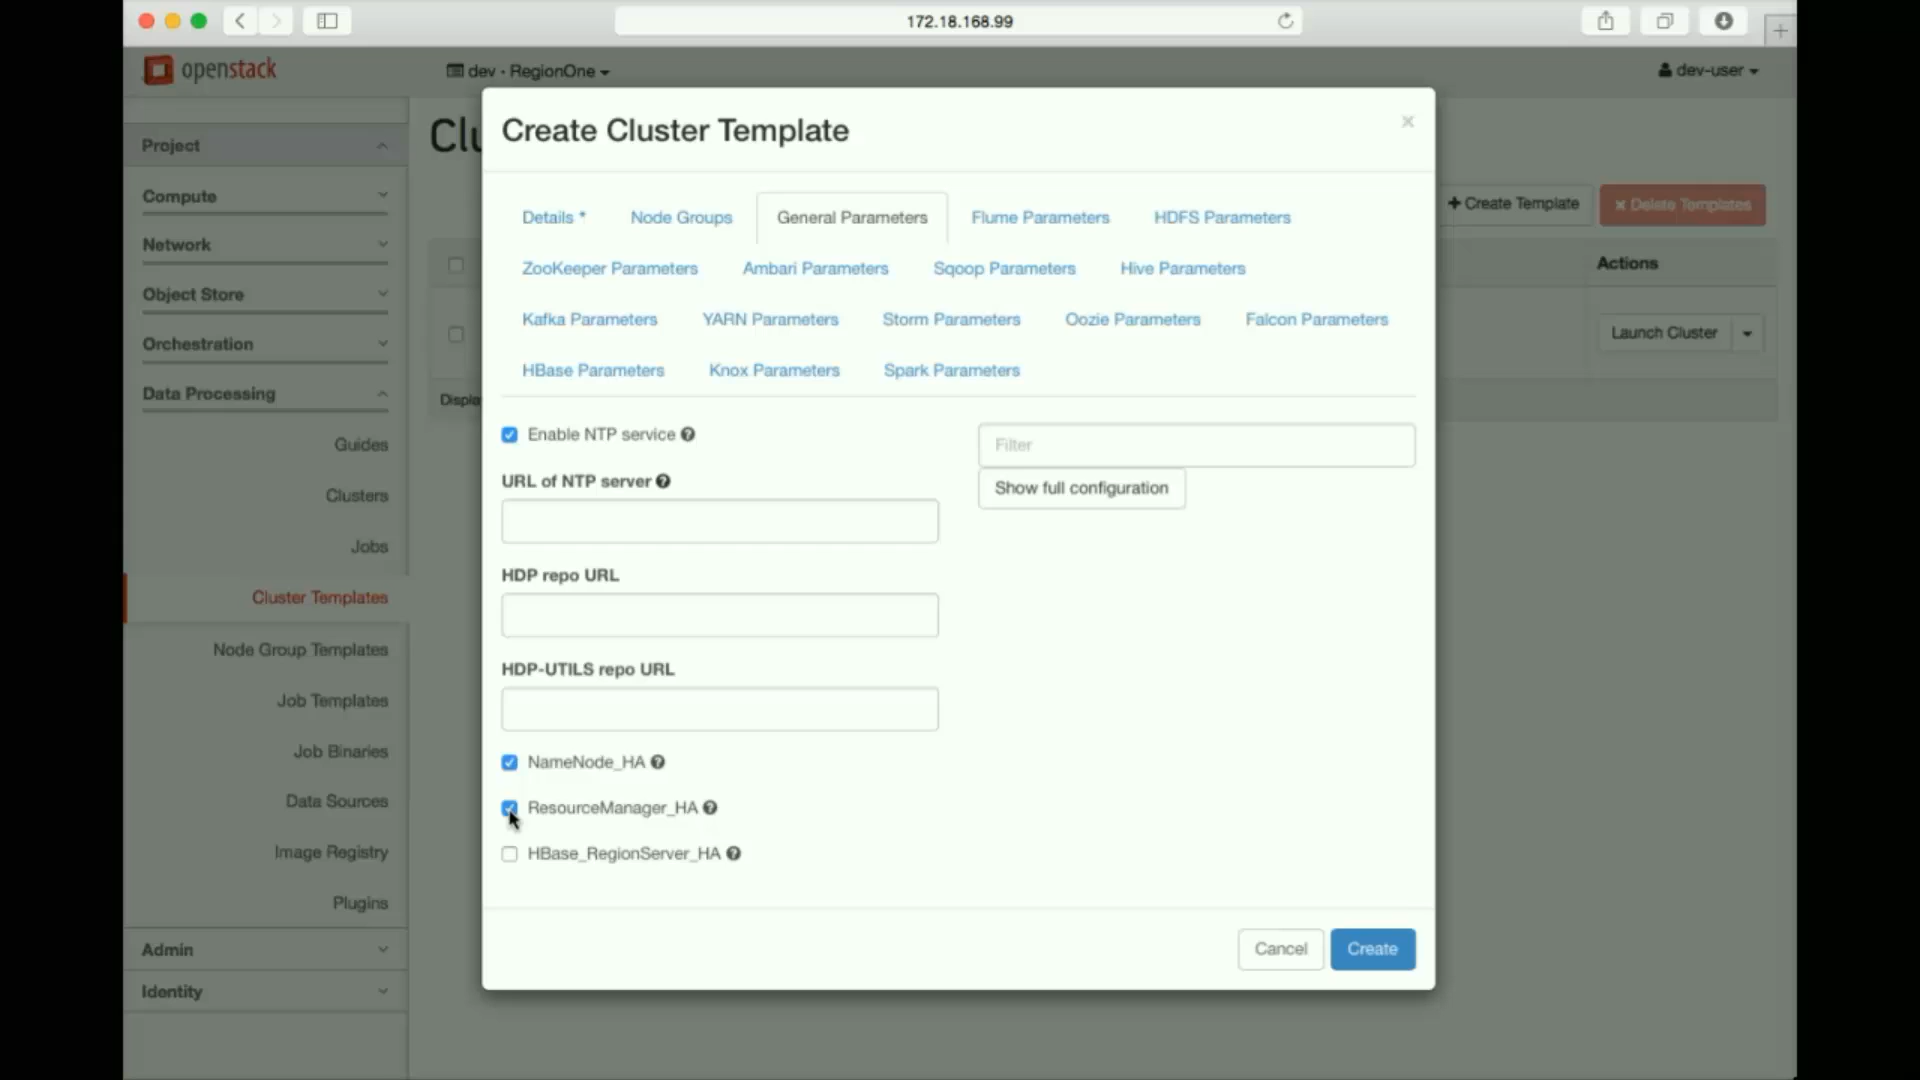 172.18.168.99
openstack
dev · RegionOne
dev-user
Clu
Create Cluster Template
×
Project
Compute
Network
Object Store
Orchestration
Data Processing
Guides
Clusters
Jobs
Cluster Templates
Node Group Templates
Job Templates
Job Binaries
Data Sources
Image Registry
Plugins
Admin
Identity
+ Create Template
× Delete Templates
Actions
Launch Cluster
Displa
Details *
Node Groups
General Parameters
Flume Parameters
HDFS Parameters
ZooKeeper Parameters
Ambari Parameters
Sqoop Parameters
Hive Parameters
Kafka Parameters
YARN Parameters
Storm Parameters
Oozie Parameters
Falcon Parameters
HBase Parameters
Knox Parameters
Spark Parameters
Enable NTP service
Filter
Show full configuration
URL of NTP server
HDP repo URL
HDP-UTILS repo URL
NameNode_HA
ResourceManager_HA
HBase_RegionServer_HA
Cancel
Create